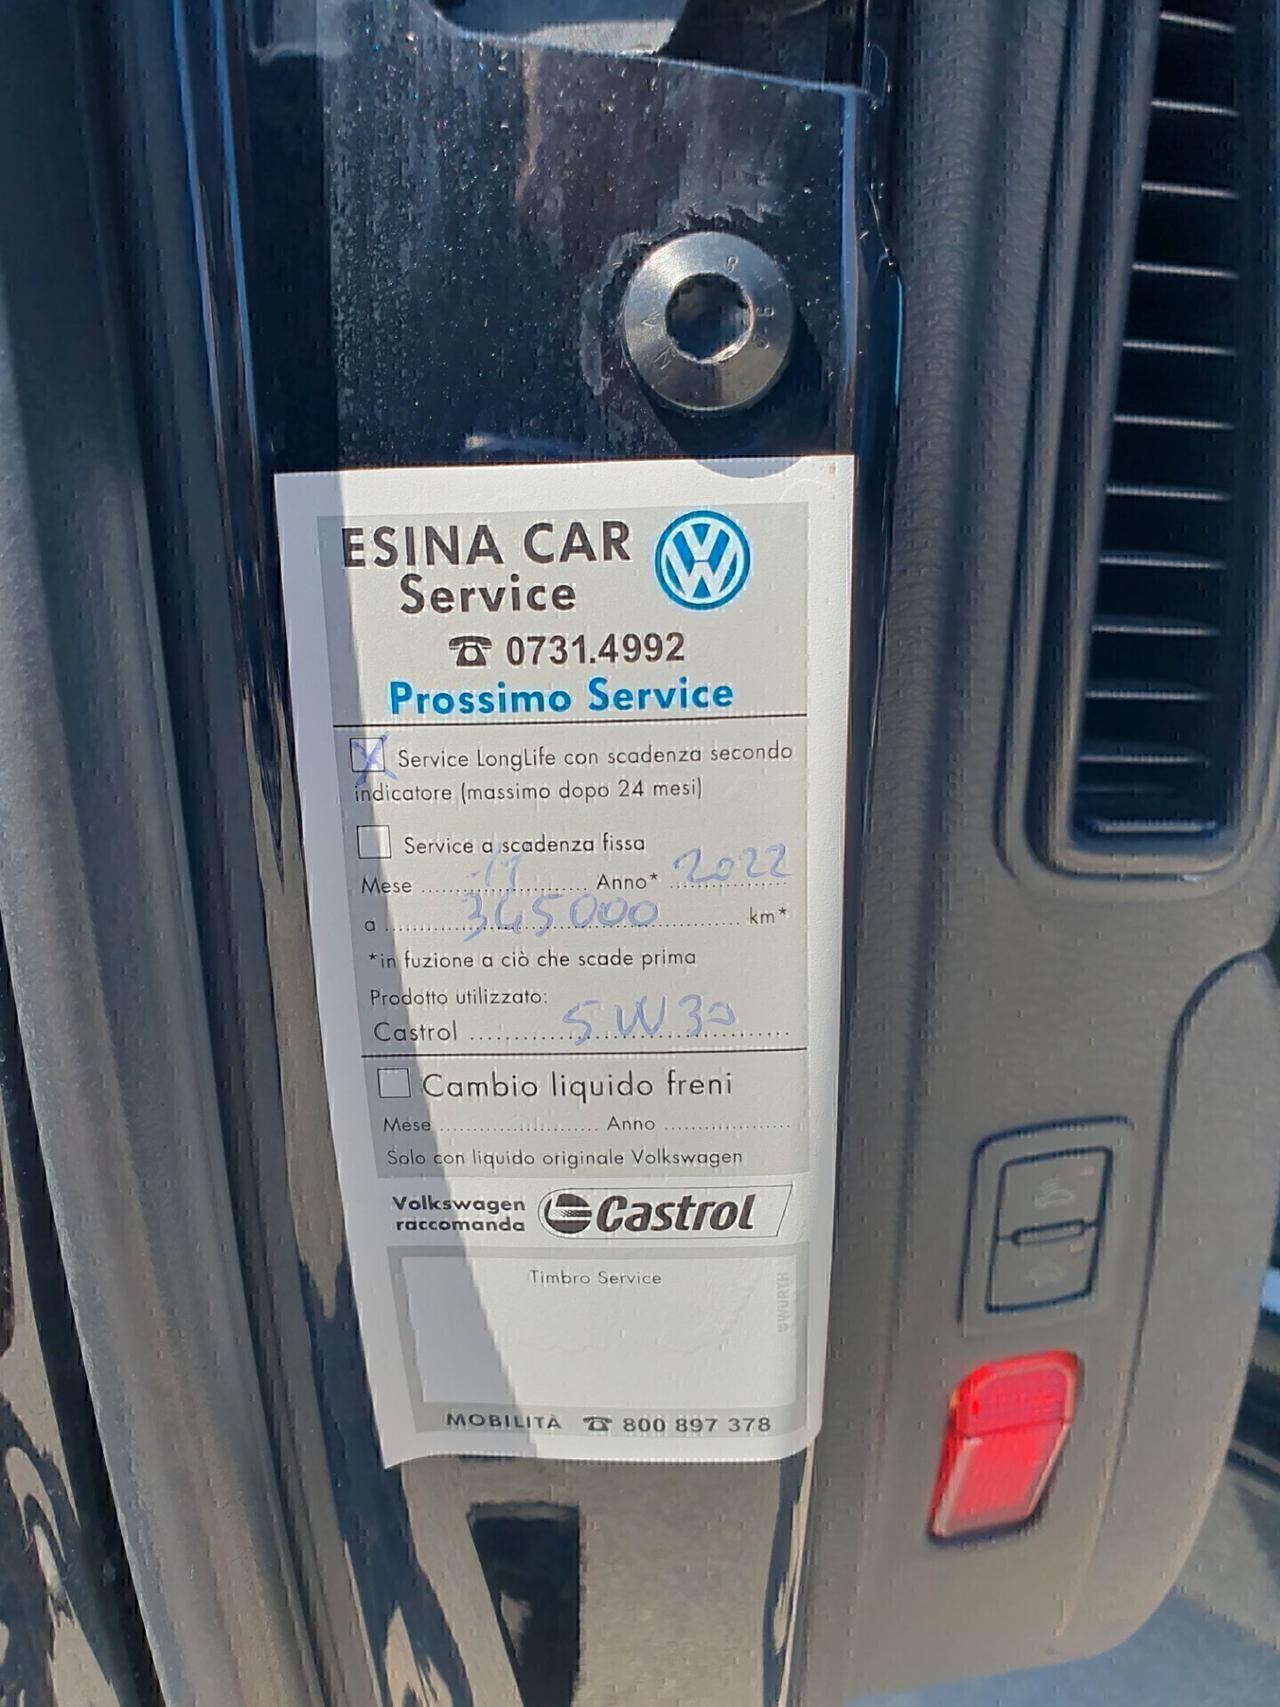 ESINA CAR
Service
☎ 0731.4992
Prossimo Service
Service LongLife con scadenza secondo
indicatore (massimo dopo 24 mesi)
Service a scadenza fissa
Mese 11 Anno* 2022
a 345000 km*
*in fuzione a ciò che scade prima
Prodotto utilizzato:
Castrol 5W30
Cambio liquido freni
Mese Anno
Solo con liquido originale Volkswagen
Volkswagen
raccomanda
Castrol
Timbro Service
WÜRTH
MOBILITÀ ☎ 800 897 378